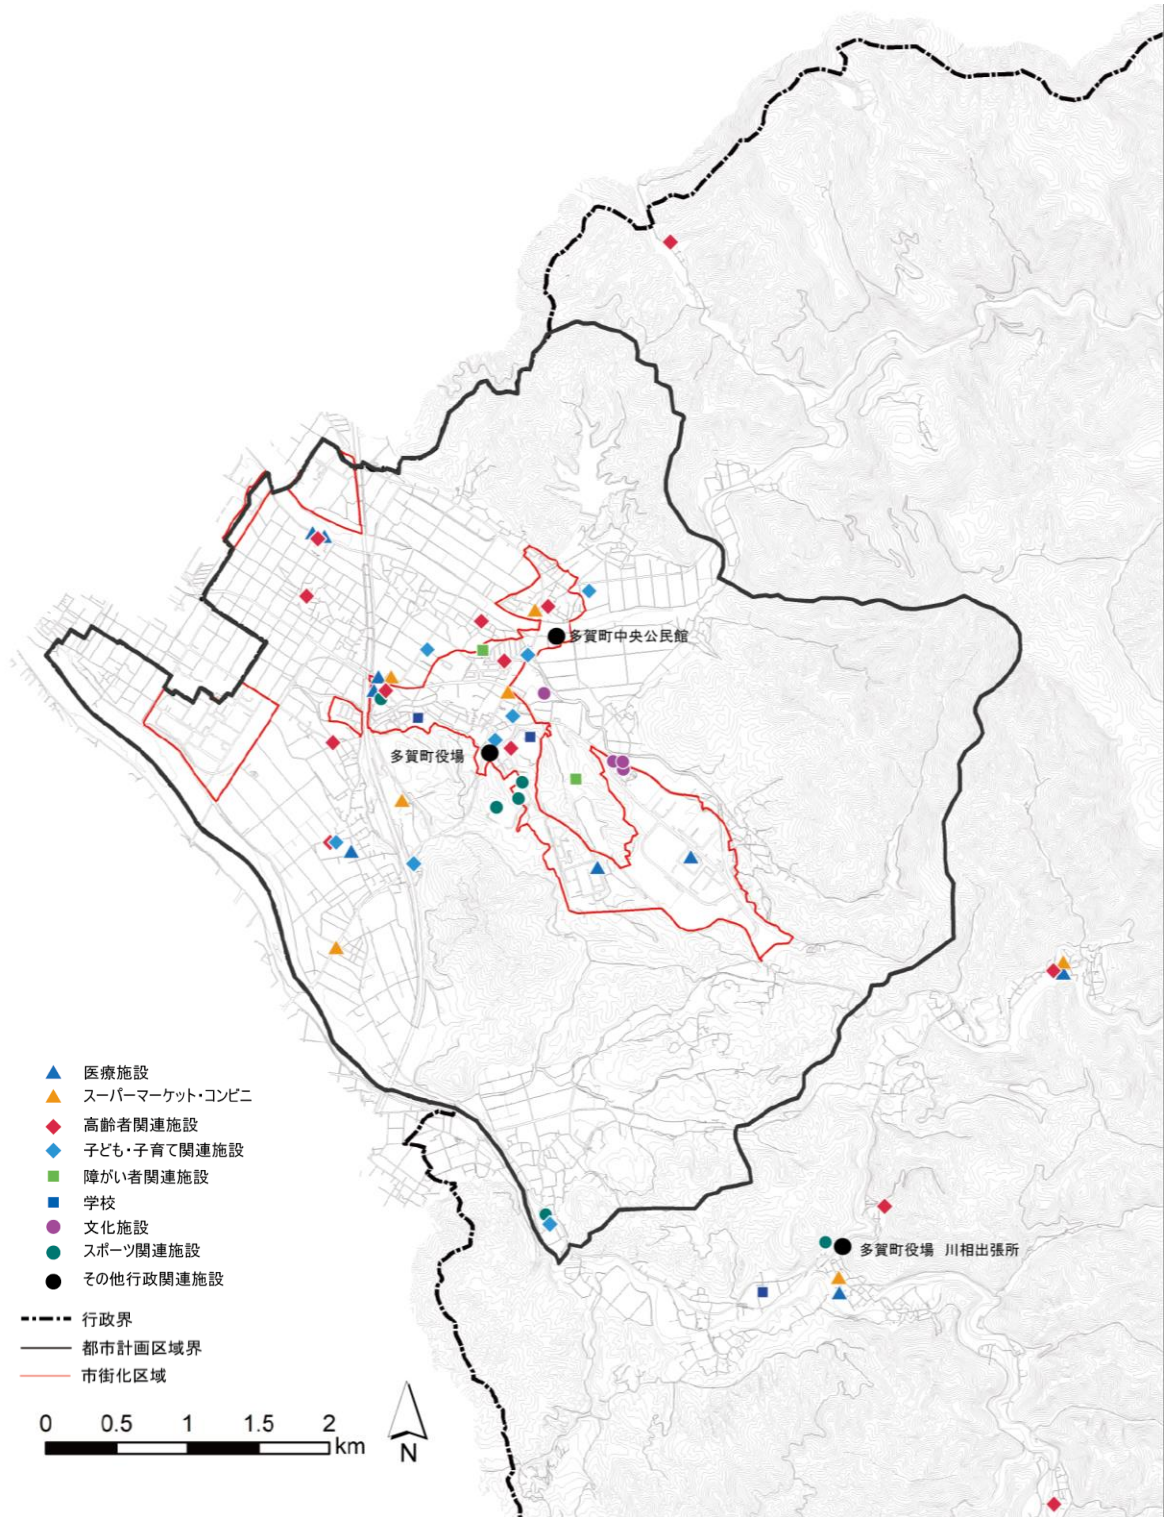 多賀町中央公民館
多賀町役場
多賀町役場 川相出張所
医療施設
スーパーマーケット・コンビニ
高齢者関連施設
子ども・子育て関連施設
障がい者関連施設
学校
文化施設
スポーツ関連施設
その他行政関連施設
行政界
都市計画区域界
市街化区域
0 0.5 1 1.5 2
km
N